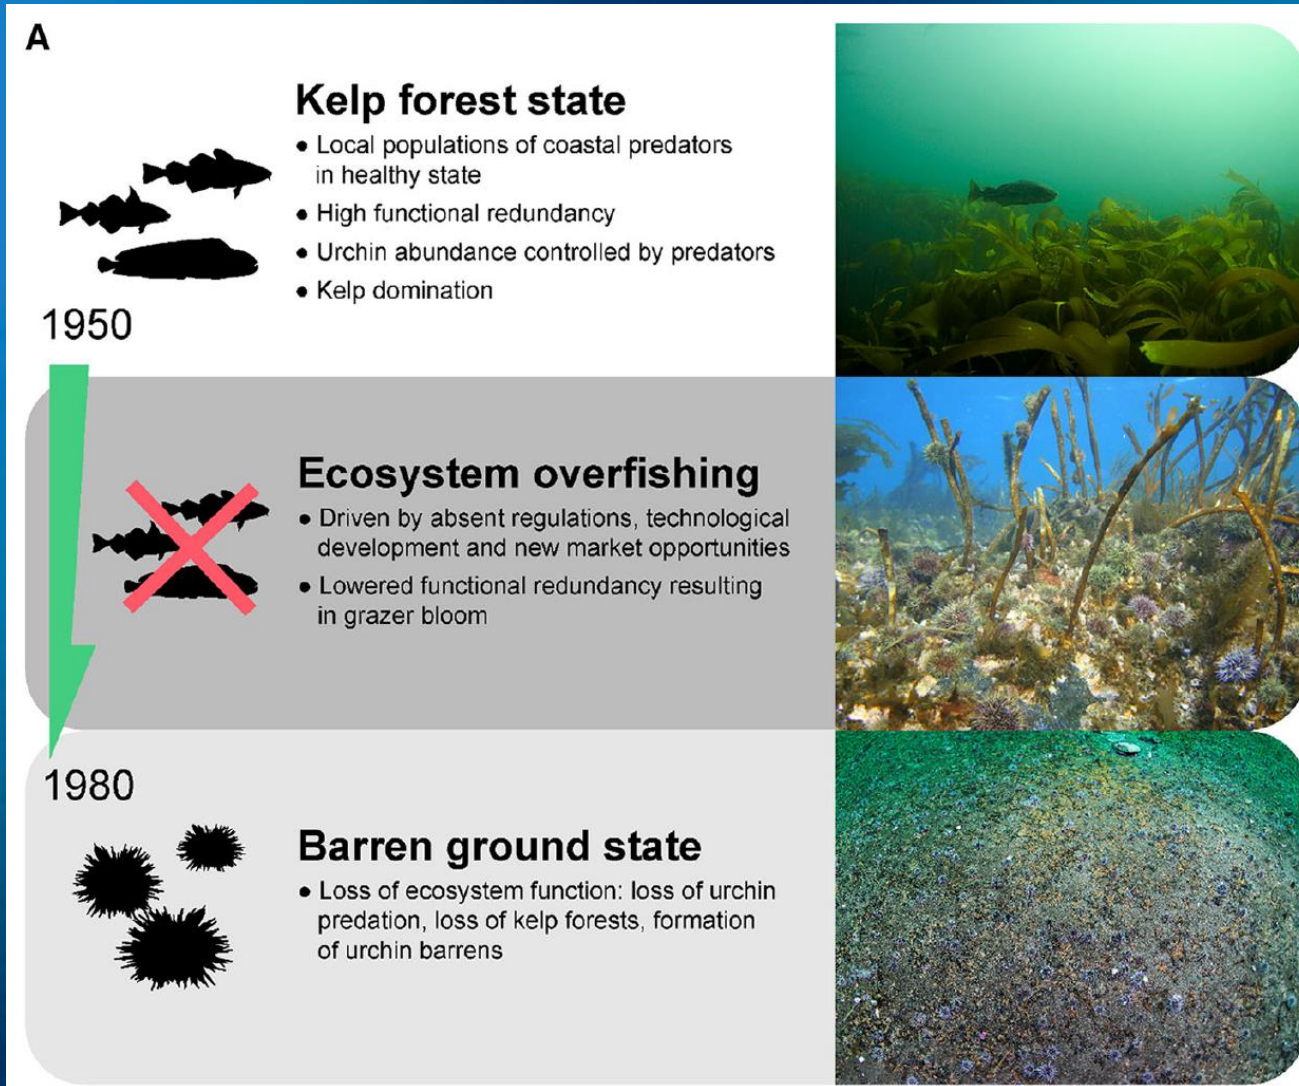 A
Kelp forest state
• Local populations of coastal predators
in healthy state
• High functional redundancy
• Urchin abundance controlled by predators
• Kelp domination
1950
Ecosystem overfishing
• Driven by absent regulations, technological
development and new market opportunities
• Lowered functional redundancy resulting
in grazer bloom
1980
Barren ground state
• Loss of ecosystem function: loss of urchin
predation, loss of kelp forests, formation
of urchin barrens